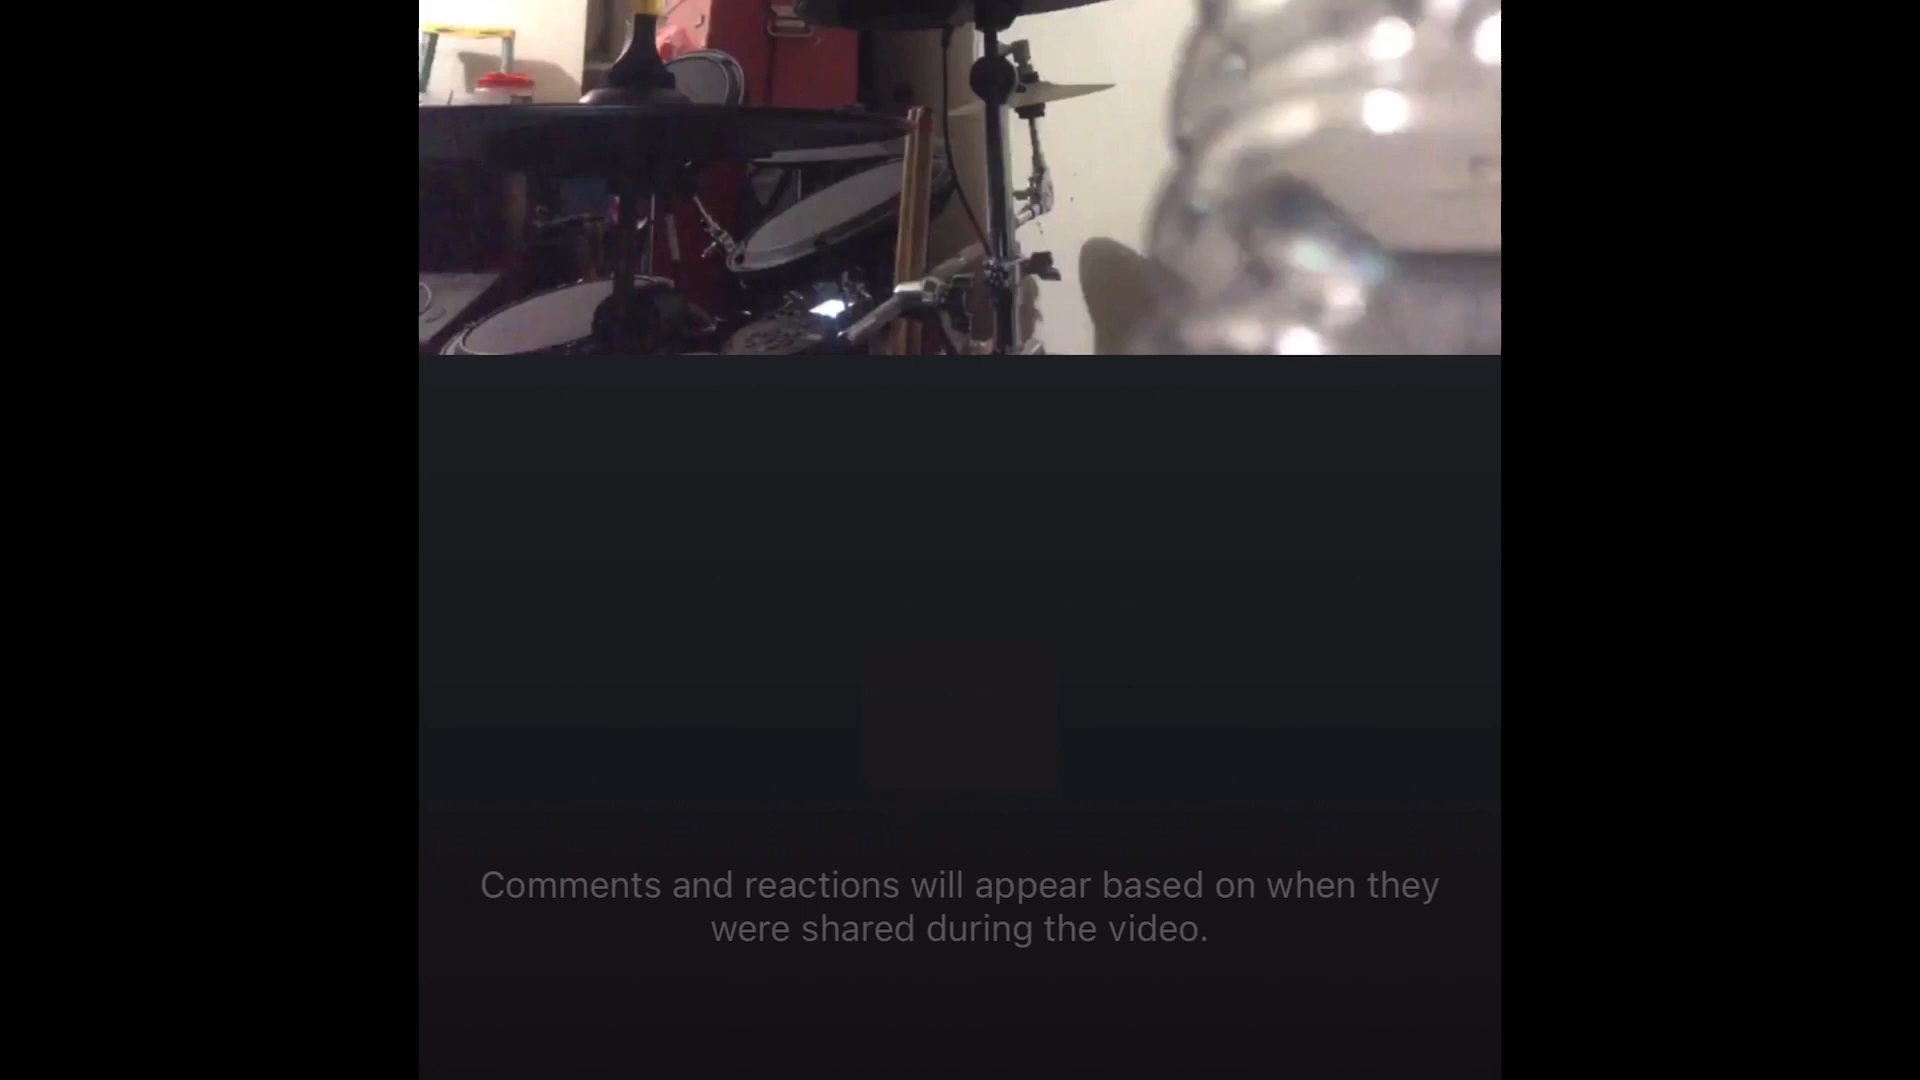 Comments and reactions will appear based on when they
were shared during the video.